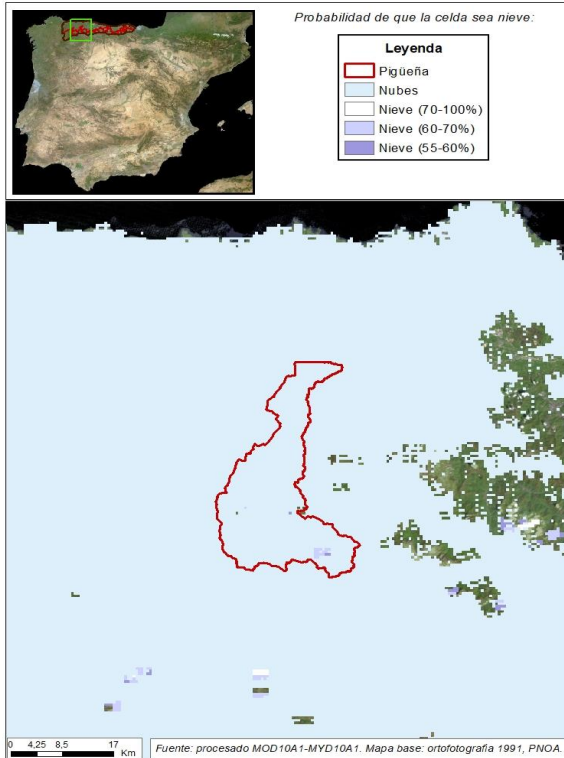 Probabilidad de que la celda sea nieve:
Leyenda
Pigüeña
Nubes
Nieve (70-100%)
Nieve (60-70%)
Nieve (55-60%)
0 4,25 8,5 17
Km
Fuente: procesado MOD10A1-MYD10A1. Mapa base: ortofotografia 1991, PNOA.